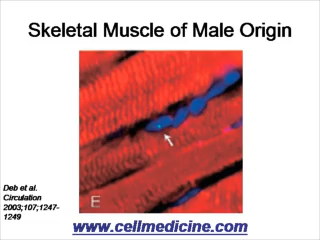 Skeletal Muscle of Male Origin
E
Deb et al.
Circulation
2003;107;1247-
1249
www.cellmedicine.com